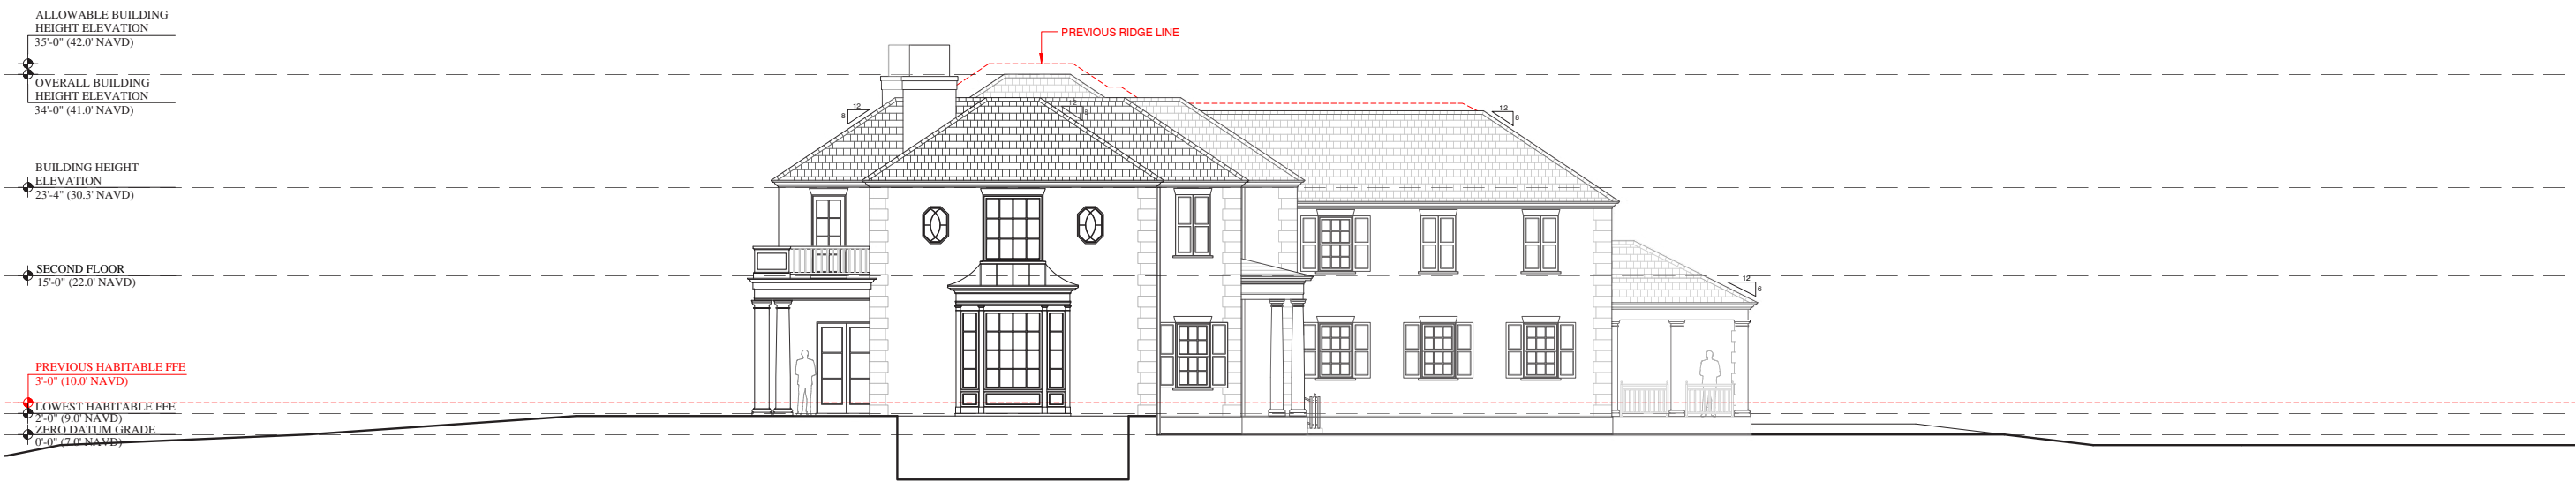 ALLOWABLE BUILDING
HEIGHT ELEVATION
35'-0" (42.0' NAVD)
OVERALL BUILDING
HEIGHT ELEVATION
34'-0" (41.0' NAVD)
BUILDING HEIGHT
ELEVATION
23'-4" (30.3' NAVD)
SECOND FLOOR
15'-0" (22.0' NAVD)
PREVIOUS HABITABLE FFE
3'-0" (10.0' NAVD)
LOWEST HABITABLE FFE
2'-0" (9.0' NAVD)
ZERO DATUM GRADE
0'-0" (7.0' NAVD)
PREVIOUS RIDGE LINE
12
8
12
8
12
6